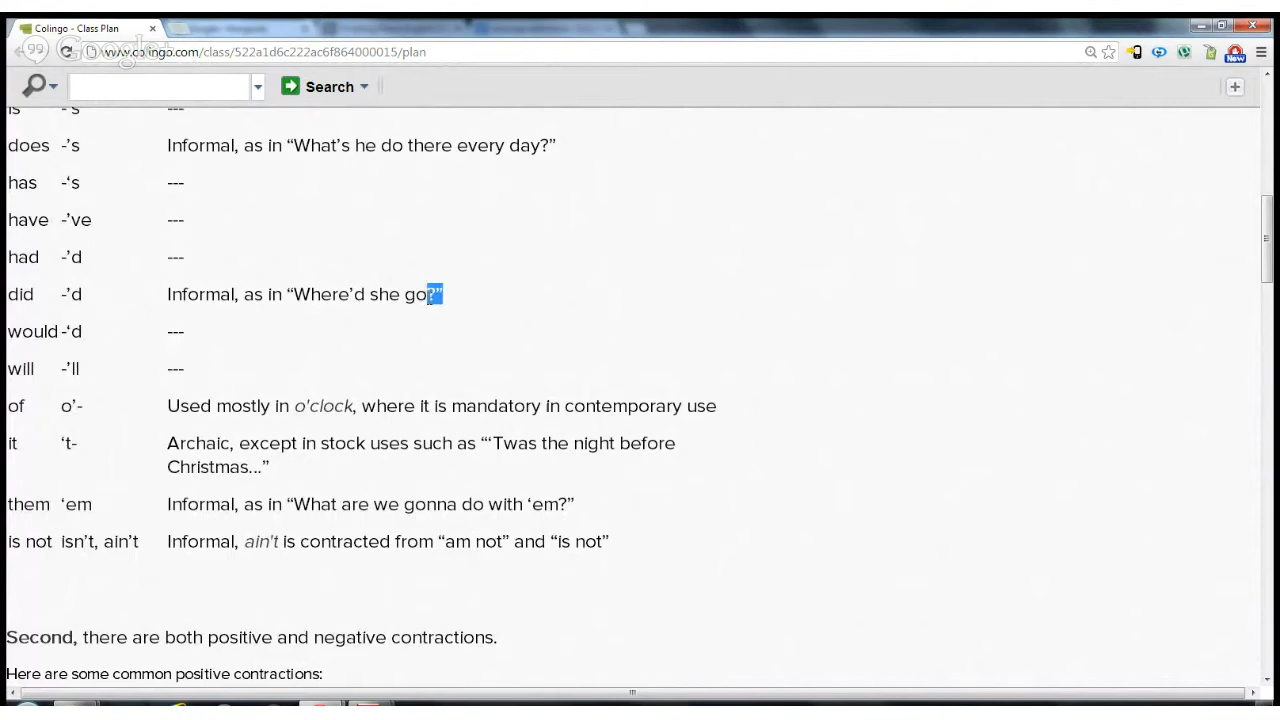 Colingo - Class Plan
Google+
www.colingo.com/class/522a1d6c222ac6f864000015/plan
New
Search
is -'s ---
does -’s Informal, as in “What’s he do there every day?”
has -‘s ---
have -’ve ---
had -’d ---
did -’d Informal, as in “Where’d she go?”
would -‘d ---
will -’ll ---
of o’- Used mostly in o'clock, where it is mandatory in contemporary use
it ‘t- Archaic, except in stock uses such as “‘Twas the night before
Christmas...”
them ‘em Informal, as in “What are we gonna do with ‘em?”
is not isn’t, ain’t Informal, ain't is contracted from “am not” and “is not”
Second, there are both positive and negative contractions.
Here are some common positive contractions: